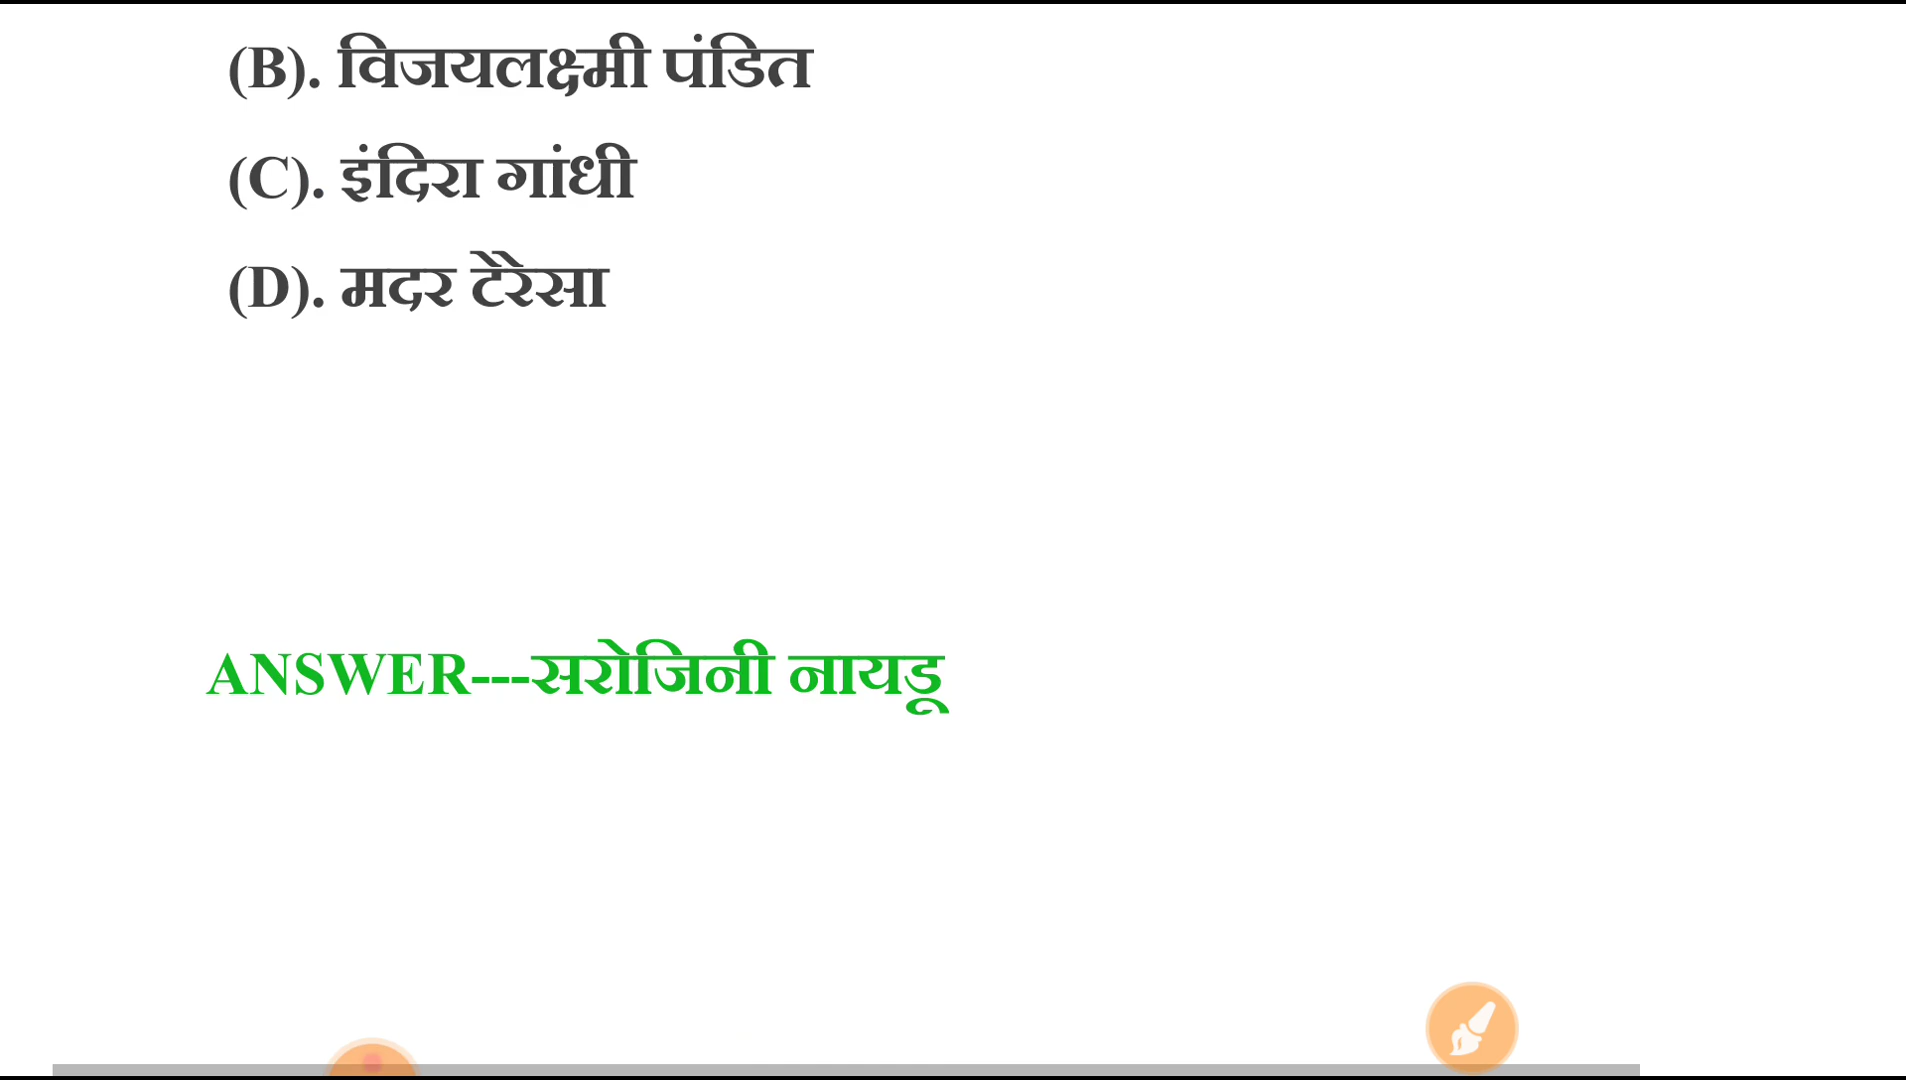 (B). विजयलक्ष्मी पंडित
(C). इंदिरा गांधी
(D). मदर टेरैसा
ANSWER---सरोजिनी नायडू